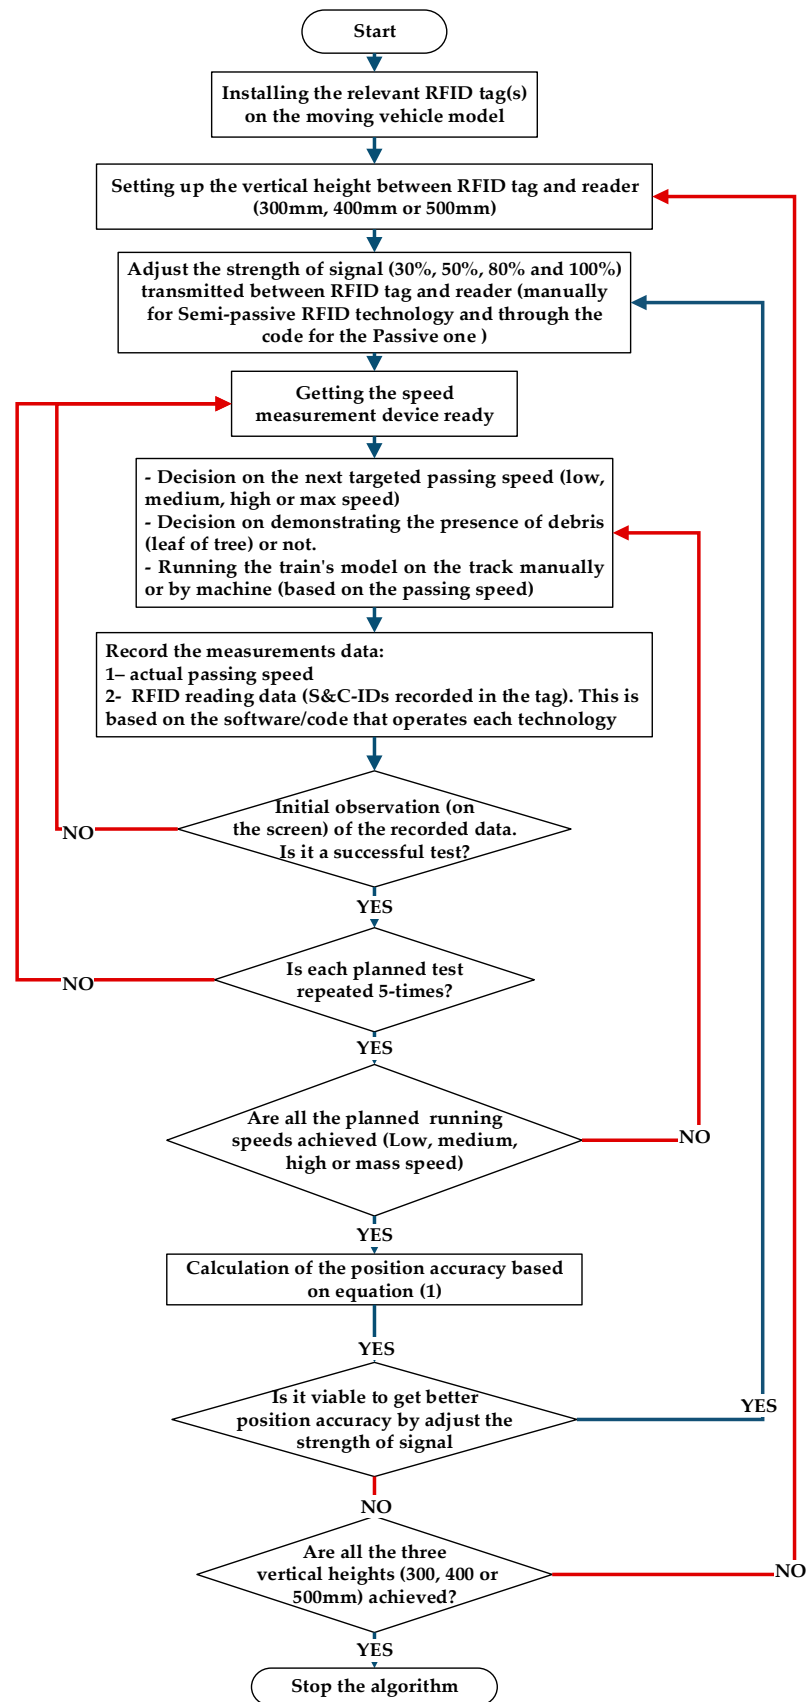 Start
Installing the relevant RFID tag(s)
on the moving vehicle model
Setting up the vertical height between RFID tag and reader
(300mm, 400mm or 500mm)
Adjust the strength of signal (30%, 50%, 80% and 100%)
transmitted between RFID tag and reader (manually
for Semi-passive RFID technology and through the
code for the Passive one )
Getting the speed
measurement device ready
- Decision on the next targeted passing speed (low,
medium, high or max speed)
- Decision on demonstrating the presence of debris
(leaf of tree) or not.
- Running the train's model on the track manually
or by machine (based on the passing speed)
Record the measurements data:
1– actual passing speed
2-  RFID reading data (S&C-IDs recorded in the tag). This is
based on the software/code that operates each technology
Initial observation (on
the screen) of the recorded data.
Is it a successful test?
NO
YES
Is each planned test
repeated 5-times?
NO
YES
Are all the planned  running
speeds achieved (Low, medium,
high or mass speed)
NO
YES
Calculation of the position accuracy based
on equation (1)
YES
Is it viable to get better
position accuracy by adjust the
strength of signal
YES
NO
Are all the three
vertical heights (300, 400 or
500mm) achieved?
NO
YES
Stop the algorithm